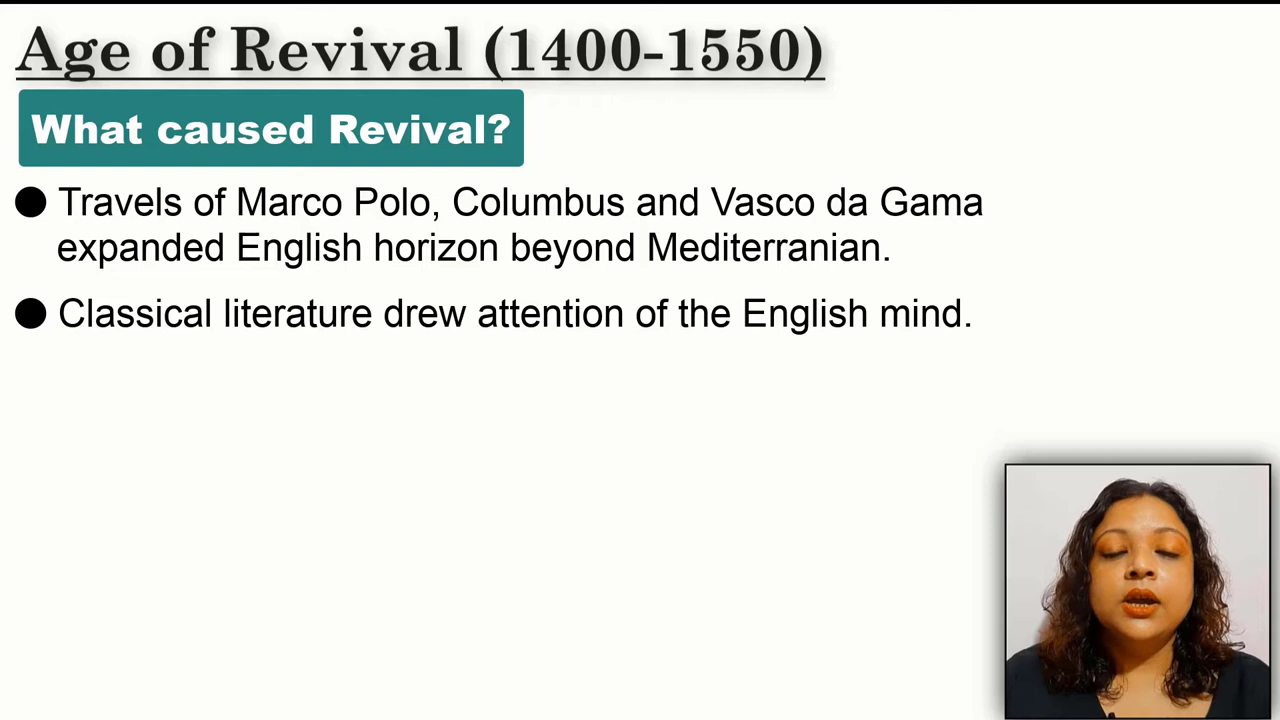 Age of Revival (1400-1550)
What caused Revival?
● Travels of Marco Polo, Columbus and Vasco da Gama
expanded English horizon beyond Mediterranian.
● Classical literature drew attention of the English mind.